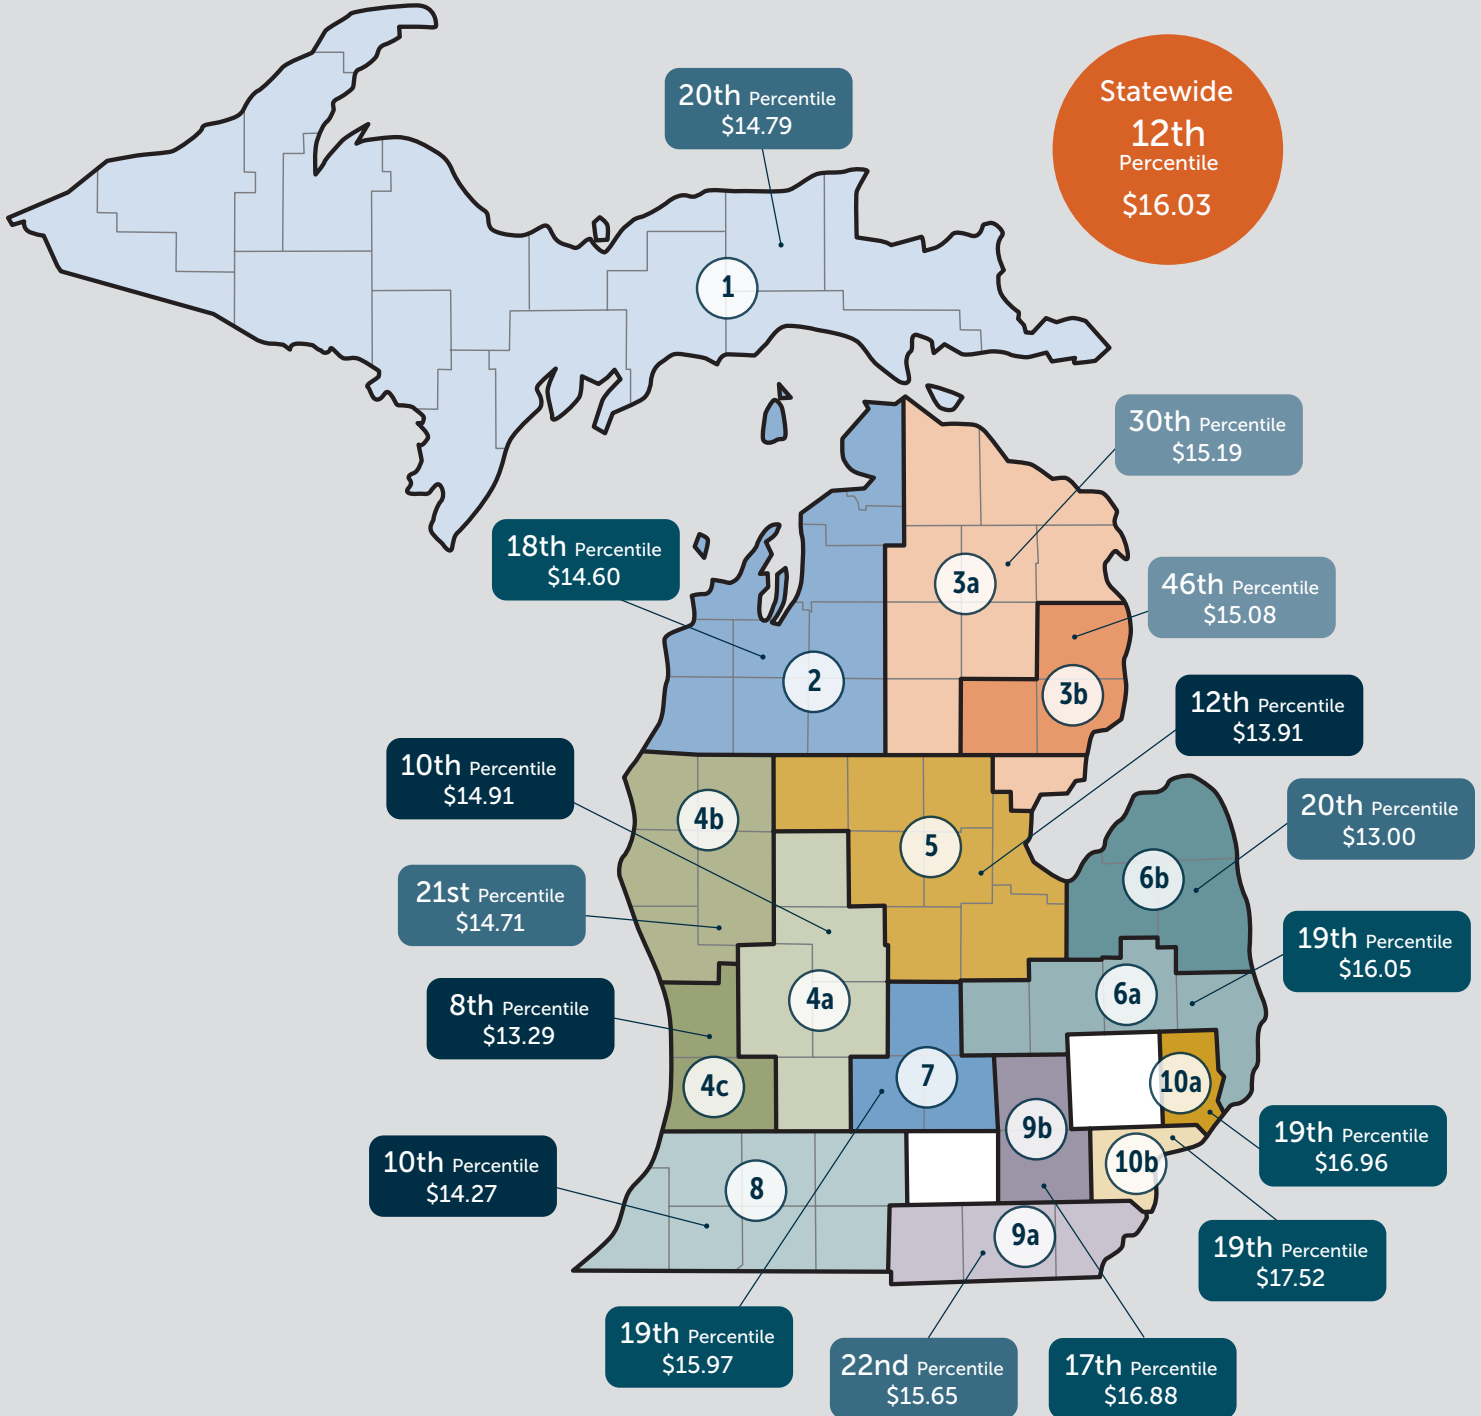 Statewide
12th
Percentile
$16.03
20th Percentile
$14.79
1
30th Percentile
$15.19
18th Percentile
$14.60
3a
46th Percentile
$15.08
2
3b
12th Percentile
$13.91
10th Percentile
$14.91
4b
5
20th Percentile
$13.00
6b
21st Percentile
$14.71
19th Percentile
$16.05
4a
6a
8th Percentile
$13.29
4c
7
10a
9b
19th Percentile
$16.96
10th Percentile
$14.27
8
10b
9a
19th Percentile
$17.52
19th Percentile
$15.97
22nd Percentile
$15.65
17th Percentile
$16.88